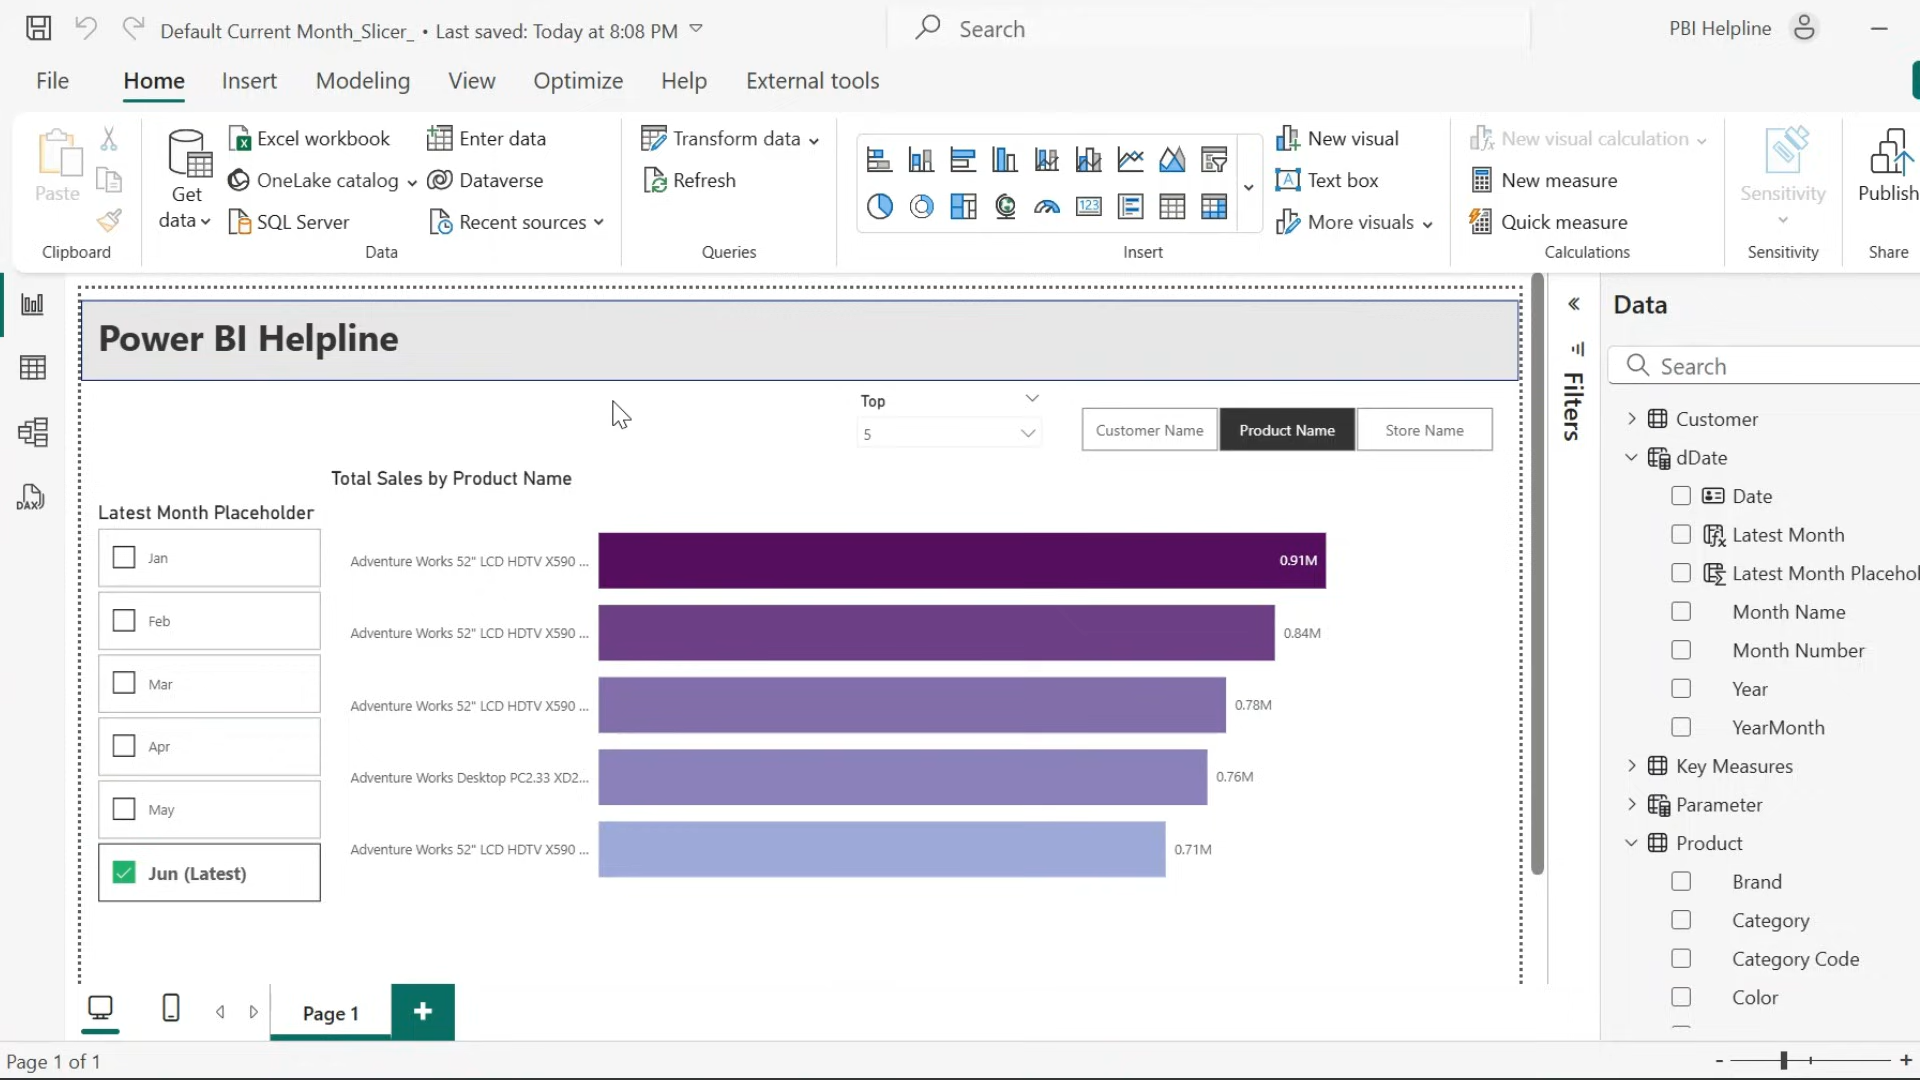 Default Current Month_Slicer_ • Last saved: Today at 8:08 PM
Search
PBI Helpline
File Home Insert Modeling View Optimize Help External tools
Paste
Clipboard
Get data
Excel workbook
OneLake catalog
SQL Server
Enter data
Dataverse
Recent sources
Data
Transform data
Refresh
Queries
123
New visual
Text box
More visuals
Insert
New visual calculation
New measure
Quick measure
Calculations
Sensitivity
Sensitivity
Publish
Share
DAX
Power BI Helpline
Top
5
Customer Name Product Name Store Name
Total Sales by Product Name
Latest Month Placeholder
Jan
Feb
Mar
Apr
May
Jun (Latest)
Adventure Works 52" LCD HDTV X590 ... 0.91M
Adventure Works 52" LCD HDTV X590 ... 0.84M
Adventure Works 52" LCD HDTV X590 ... 0.78M
Adventure Works Desktop PC2.33 XD2... 0.76M
Adventure Works 52" LCD HDTV X590 ... 0.71M
Filters
Data
Search
Customer
dDate
Date
Latest Month
Latest Month Placehol
Month Name
Month Number
Year
YearMonth
Key Measures
Parameter
Product
Brand
Category
Category Code
Color
Page 1
Page 1 of 1